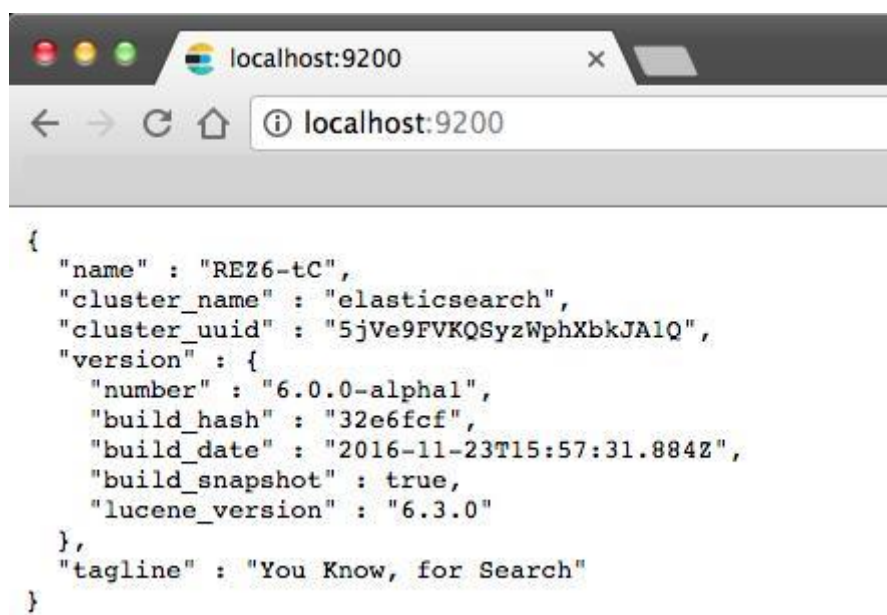 localhost:9200
localhost:9200
{
"name" : "REZ6-tC",
"cluster_name" : "elasticsearch",
"cluster_uuid" : "5jVe9FVKQSyzWphXbkJA1Q",
"version" : {
"number" : "6.0.0-alpha1",
"build_hash" : "32e6fcf",
"build_date" : "2016-11-23T15:57:31.884Z",
"build_snapshot" : true,
"lucene_version" : "6.3.0"
},
"tagline" : "You Know, for Search"
}